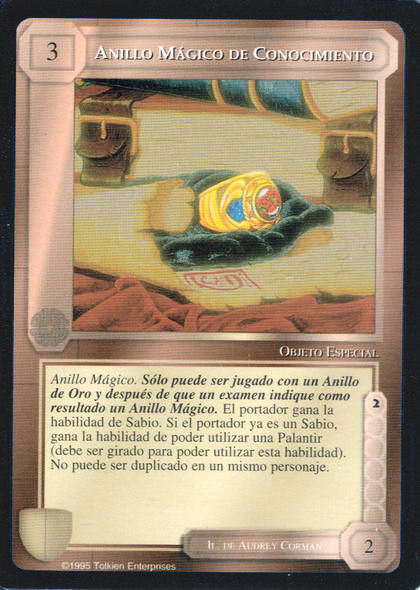 3
ANILLO MÁGICO DE CONOCIMIENTO
OBJETO ESPECIAL
Anillo Mágico. Sólo puede ser jugado con un Anillo
de Oro y después de que un examen indique como
resultado un Anillo Mágico. El portador gana la
habilidad de Sabio. Si el portador ya es un Sabio,
gana la habilidad de poder utilizar una Palantir
(debe ser girado para poder utilizar esta habilidad).
No puede ser duplicado en un mismo personaje.
2
IL. DE AUDREY CORMAN
2
©1995 Tolkien Enterprises